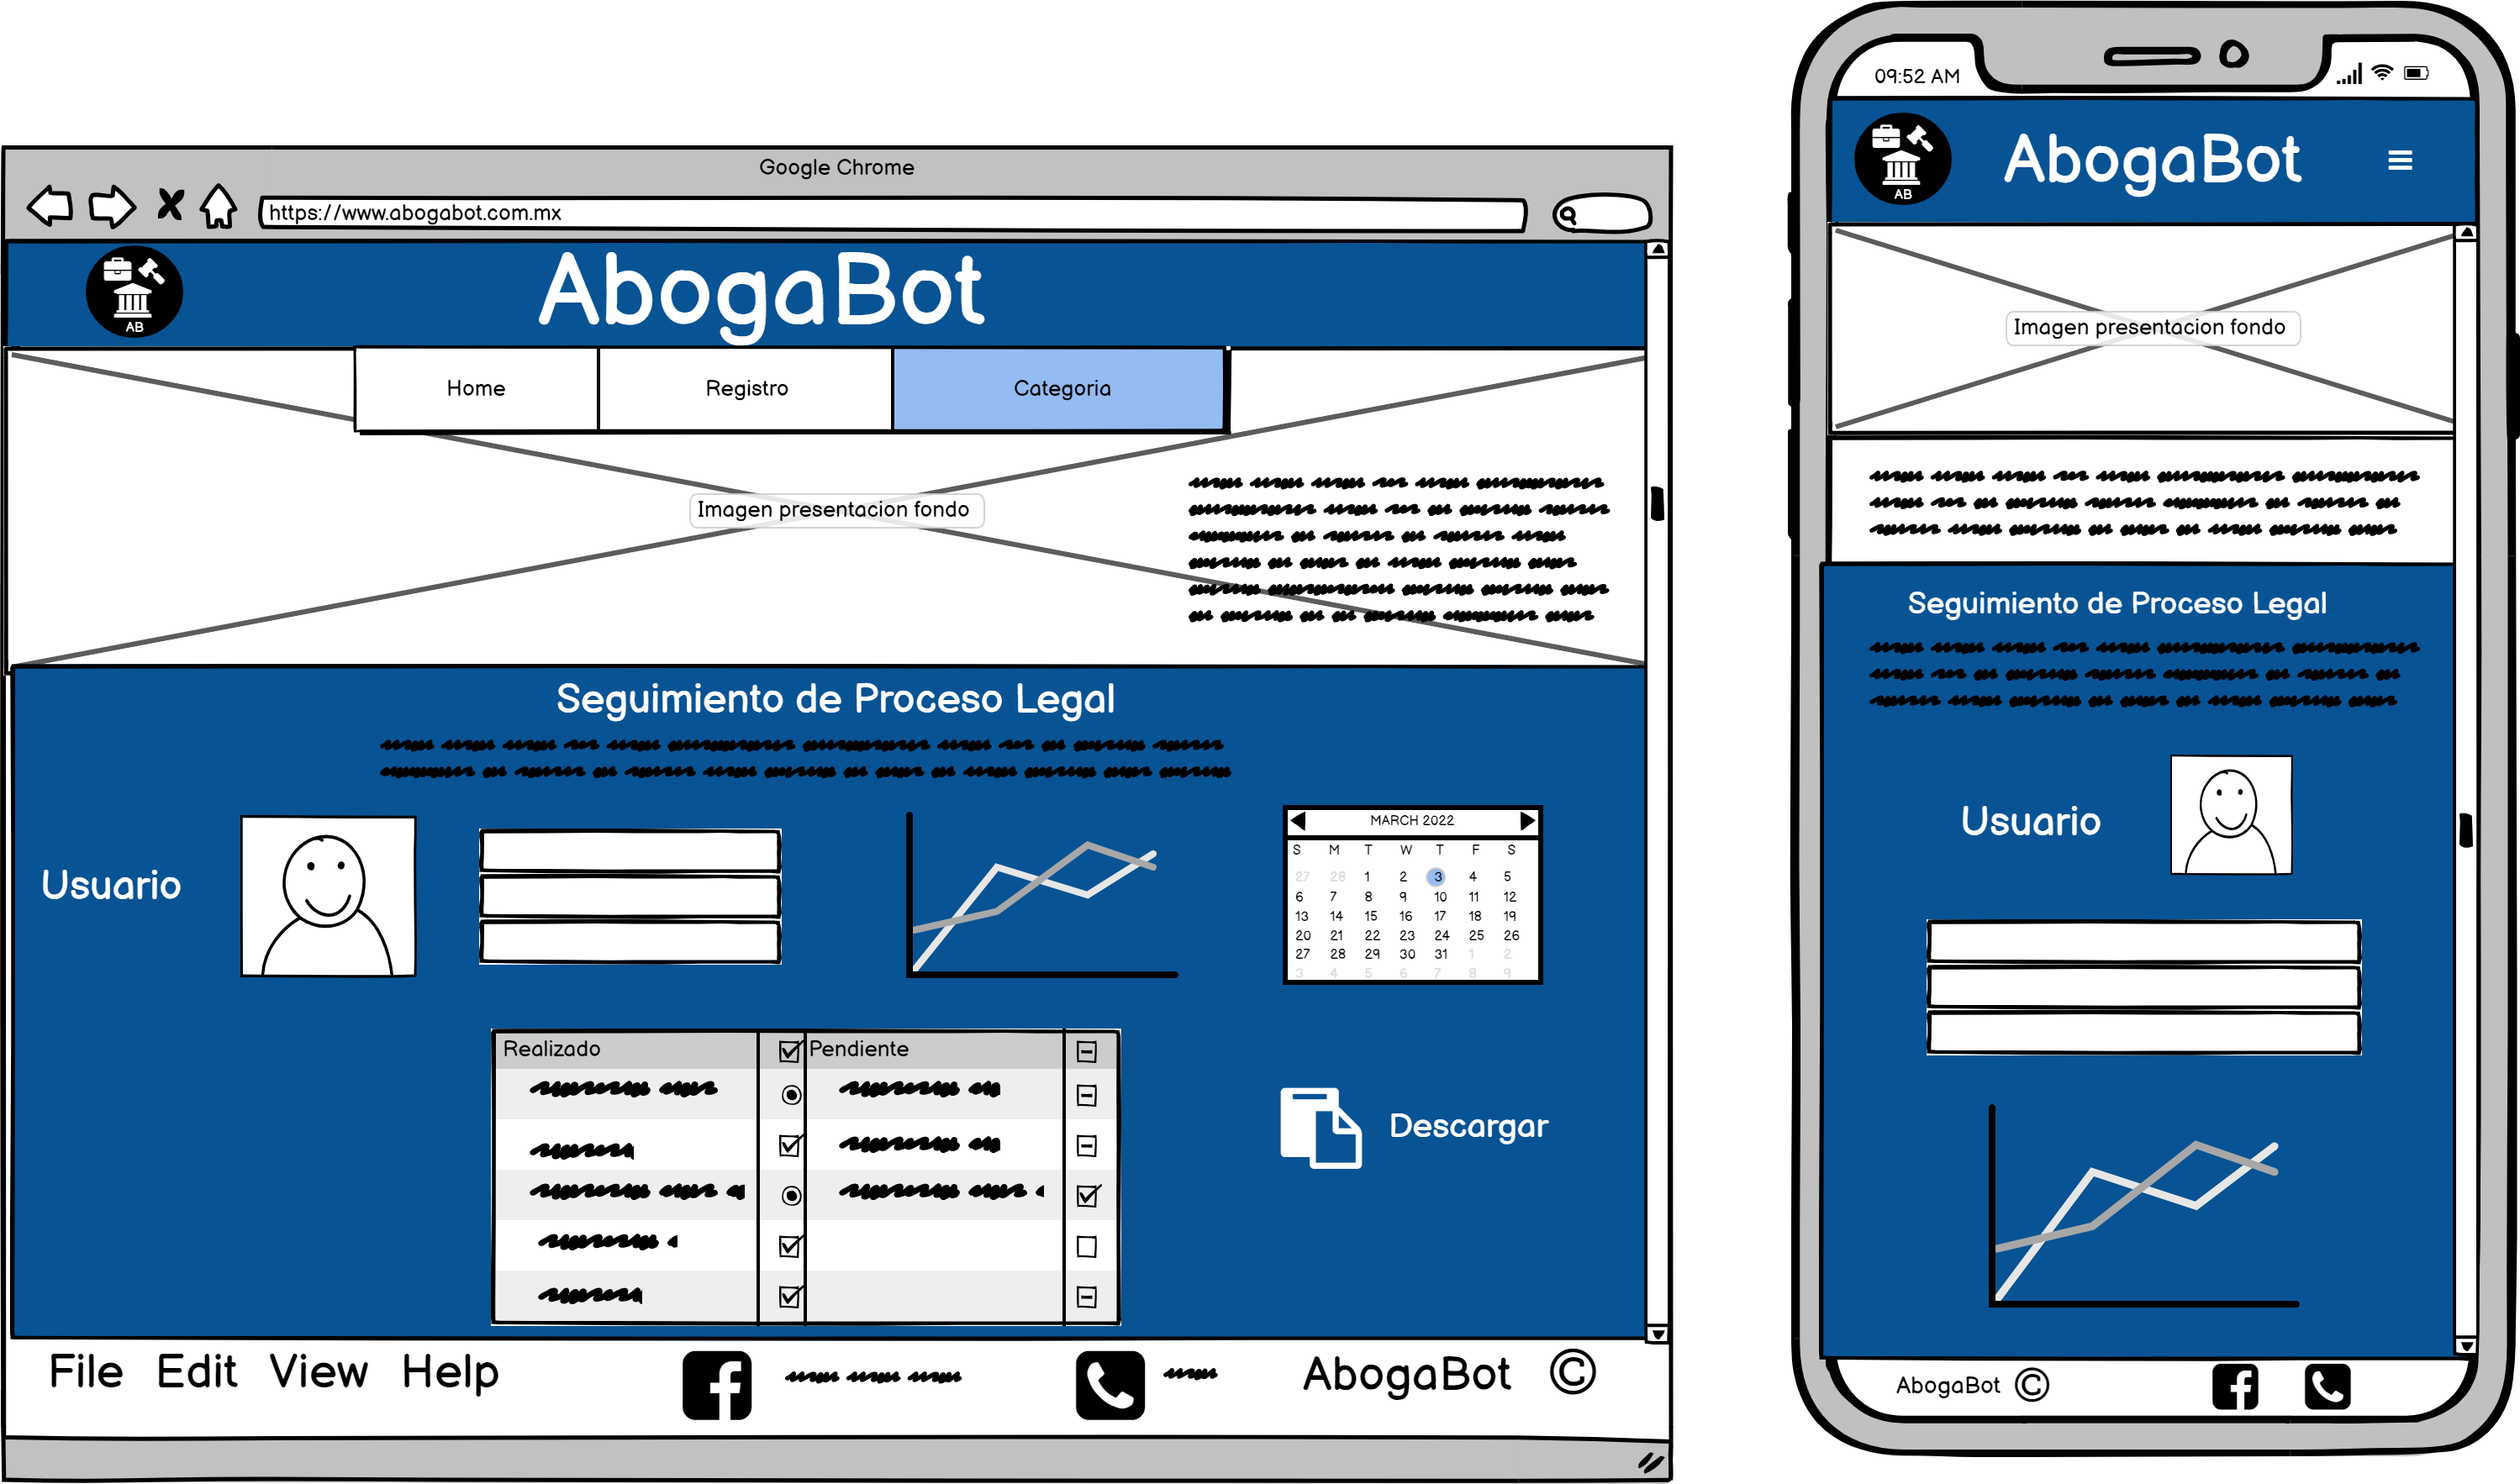 Google Chrome
https://www.abogabot.com.mx
AB
AbogaBot
Home Registro Categoria
Imagen presentacion fondo
Seguimiento de Proceso Legal
Usuario
MARCH 2022
S M T W T F S
27 28 1 2 3 4 5
6 7 8 9 10 11 12
13 14 15 16 17 18 19
20 21 22 23 24 25 26
27 28 29 30 31 1 2
3 4 5 6 7 8 9
Realizado Pendiente
Descargar
File Edit View Help
AbogaBot ©
09:52 AM
AB
AbogaBot
Imagen presentacion fondo
Seguimiento de Proceso Legal
Usuario
AbogaBot ©